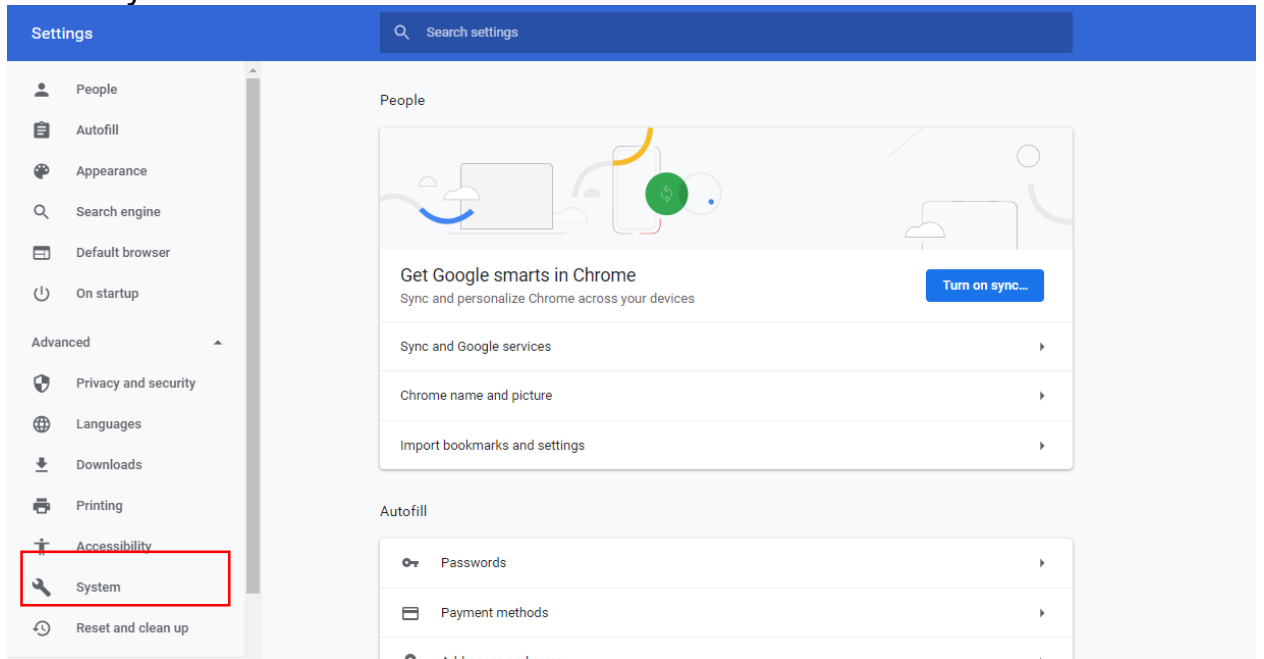 Settings
Search settings
People
Autofill
Appearance
Search engine
Default browser
On startup
Advanced
Privacy and security
Languages
Downloads
Printing
Accessibility
System
Reset and clean up
People
Get Google smarts in Chrome
Sync and personalize Chrome across your devices
Turn on sync...
Sync and Google services
Chrome name and picture
Import bookmarks and settings
Autofill
Passwords
Payment methods